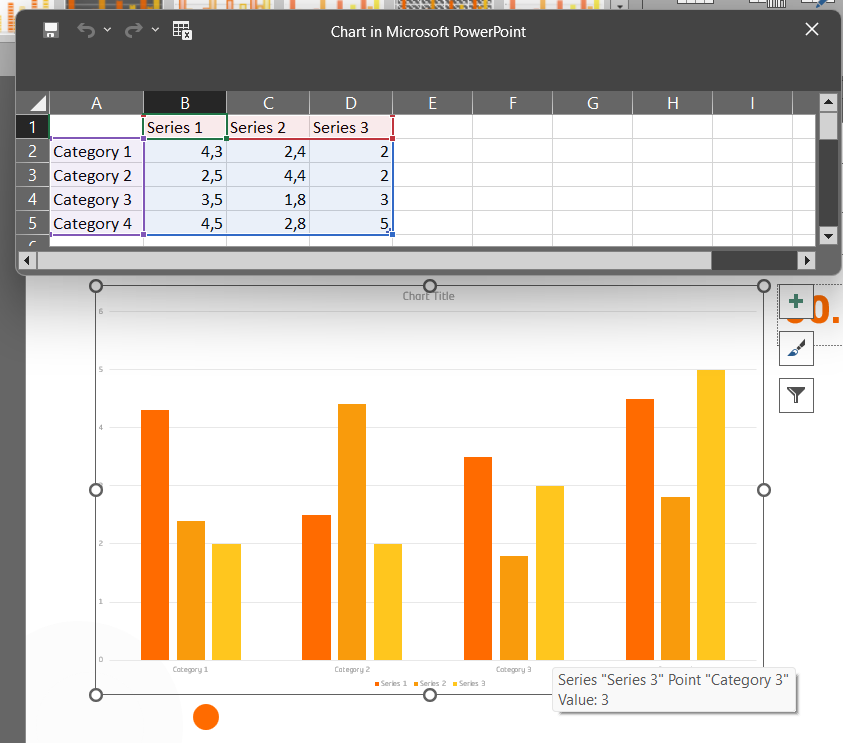 Chart in Microsoft PowerPoint
A B C D E F G H I
1 Series 1 Series 2 Series 3
2 Category 1 4,3 2,4 2
3 Category 2 2,5 4,4 2
4 Category 3 3,5 1,8 3
5 Category 4 4,5 2,8 5
Chart Title
0.
6
5
4
2
1
0
Category 1 Category 2 Category 3
Series 1 Series 2 Series 3
Series "Series 3" Point "Category 3"
Value: 3